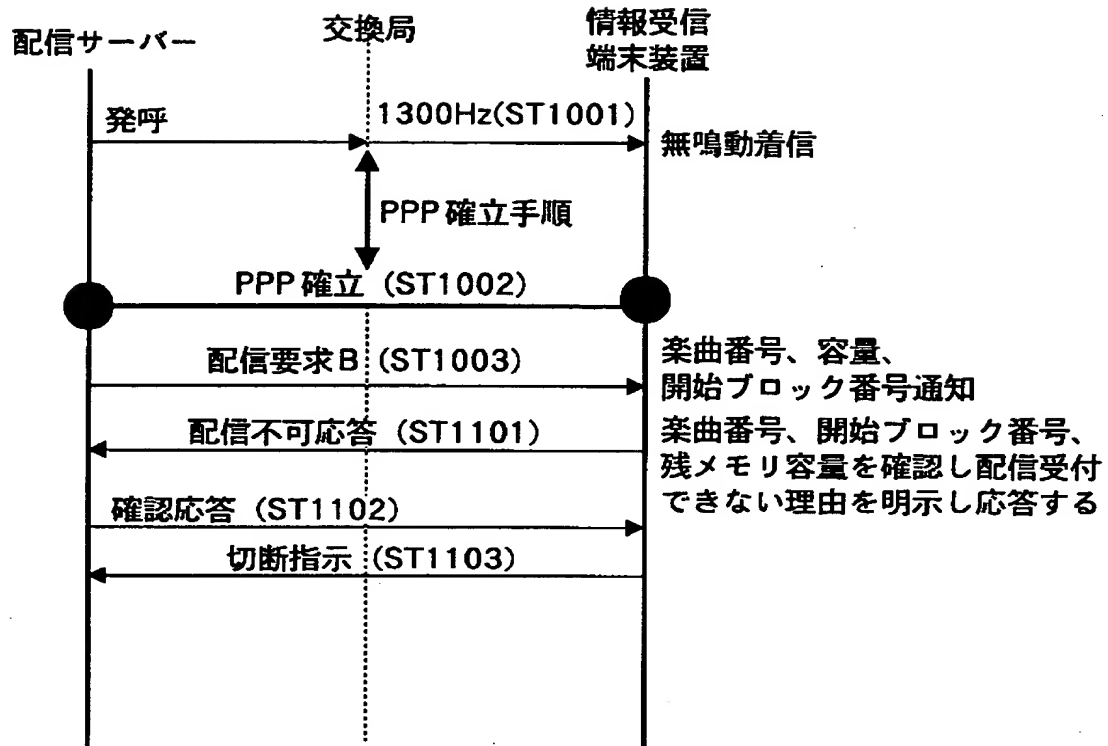 配信サーバー
交換局
情報受信
端末装置
発呼
1300Hz(ST1001)
無鳴動着信
PPP確立手順
PPP確立 (ST1002)
配信要求B (ST1003)
楽曲番号、容量、
開始ブロック番号通知
配信不可応答 (ST1101)
楽曲番号、開始ブロック番号、
残メモリ容量を確認し配信受付
できない理由を明示し応答する
確認応答 (ST1102)
切断指示 (ST1103)